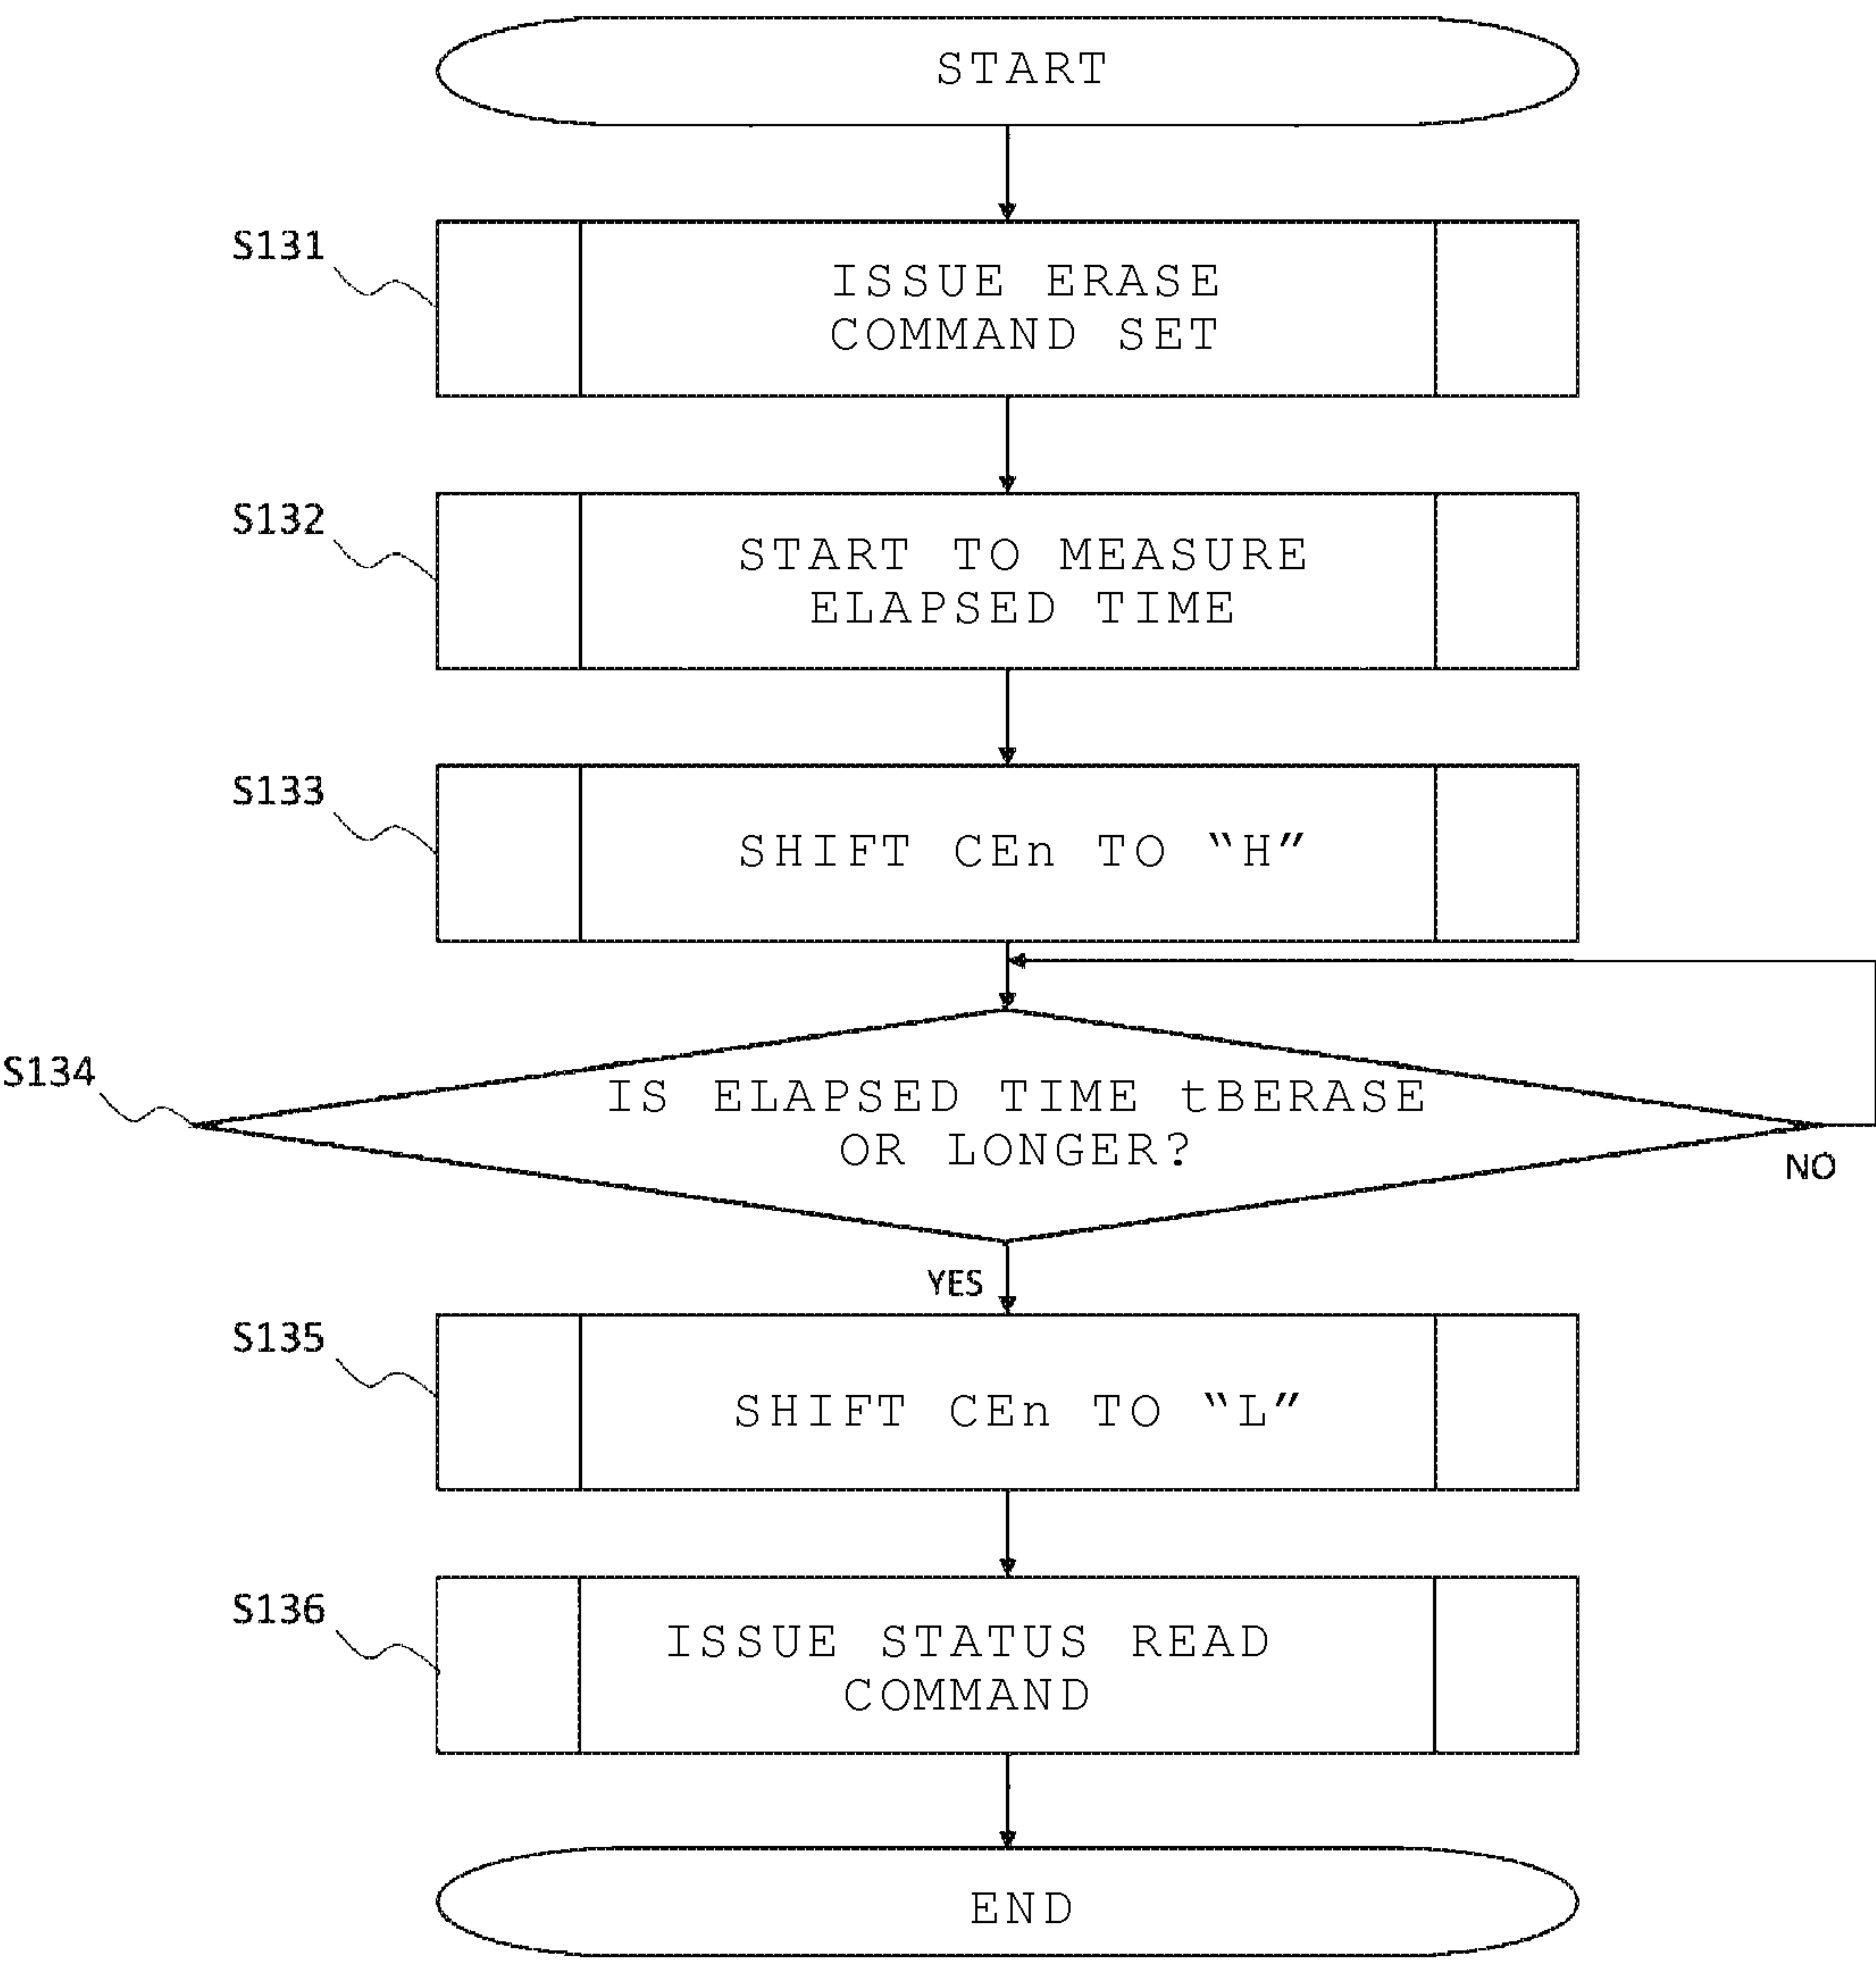 START
S131
ISSUE ERASE
COMMAND SET
S132
START TO MEASURE
ELAPSED TIME
S133
SHIFT CEn TO “H”
S134
IS ELAPSED TIME tBERASE
OR LONGER?
NO
YES
S135
SHIFT CEn TO “L”
S136
ISSUE STATUS READ
COMMAND
END